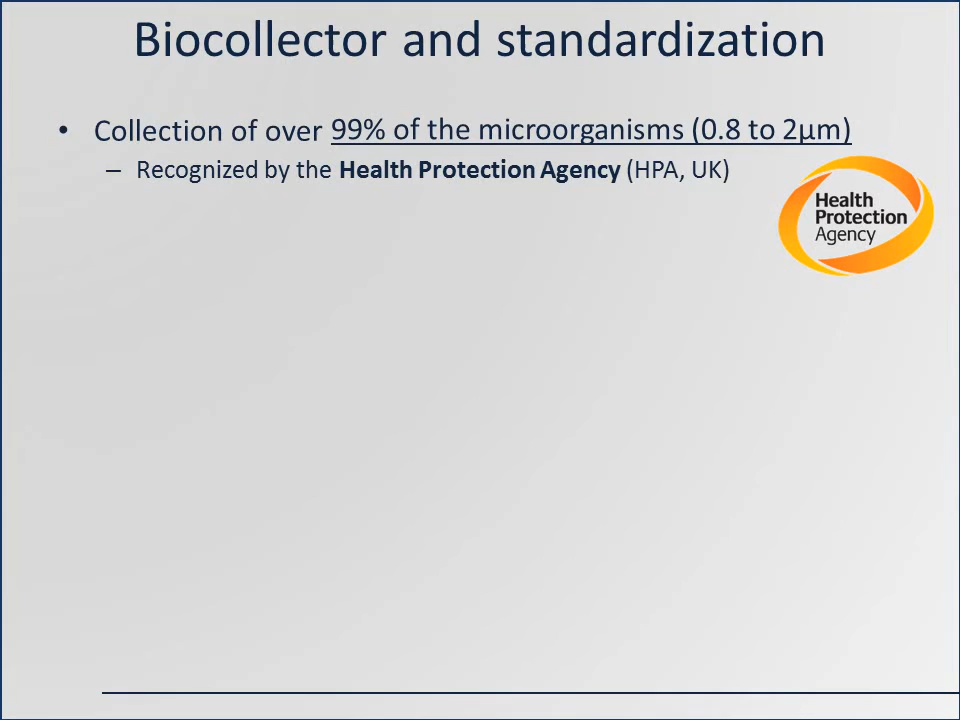 Biocollector and standardization
• Collection of over 99% of the microorganisms (0.8 to 2µm)
– Recognized by the Health Protection Agency (HPA, UK)
Health
Protection
Agency